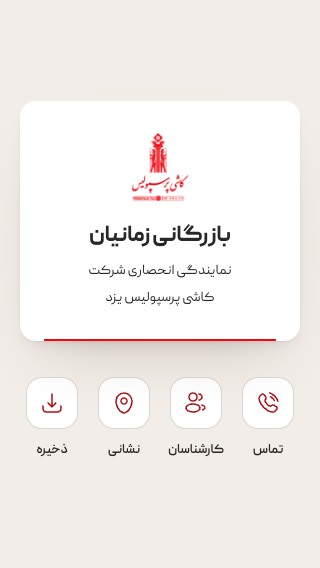 کاشی پرسپولیس
بازرگانی زمانیان
نمایندگی انحصاری شرکت
کاشی پرسپولیس یزد
تماس
کارشناسان
نشانی
ذخیره